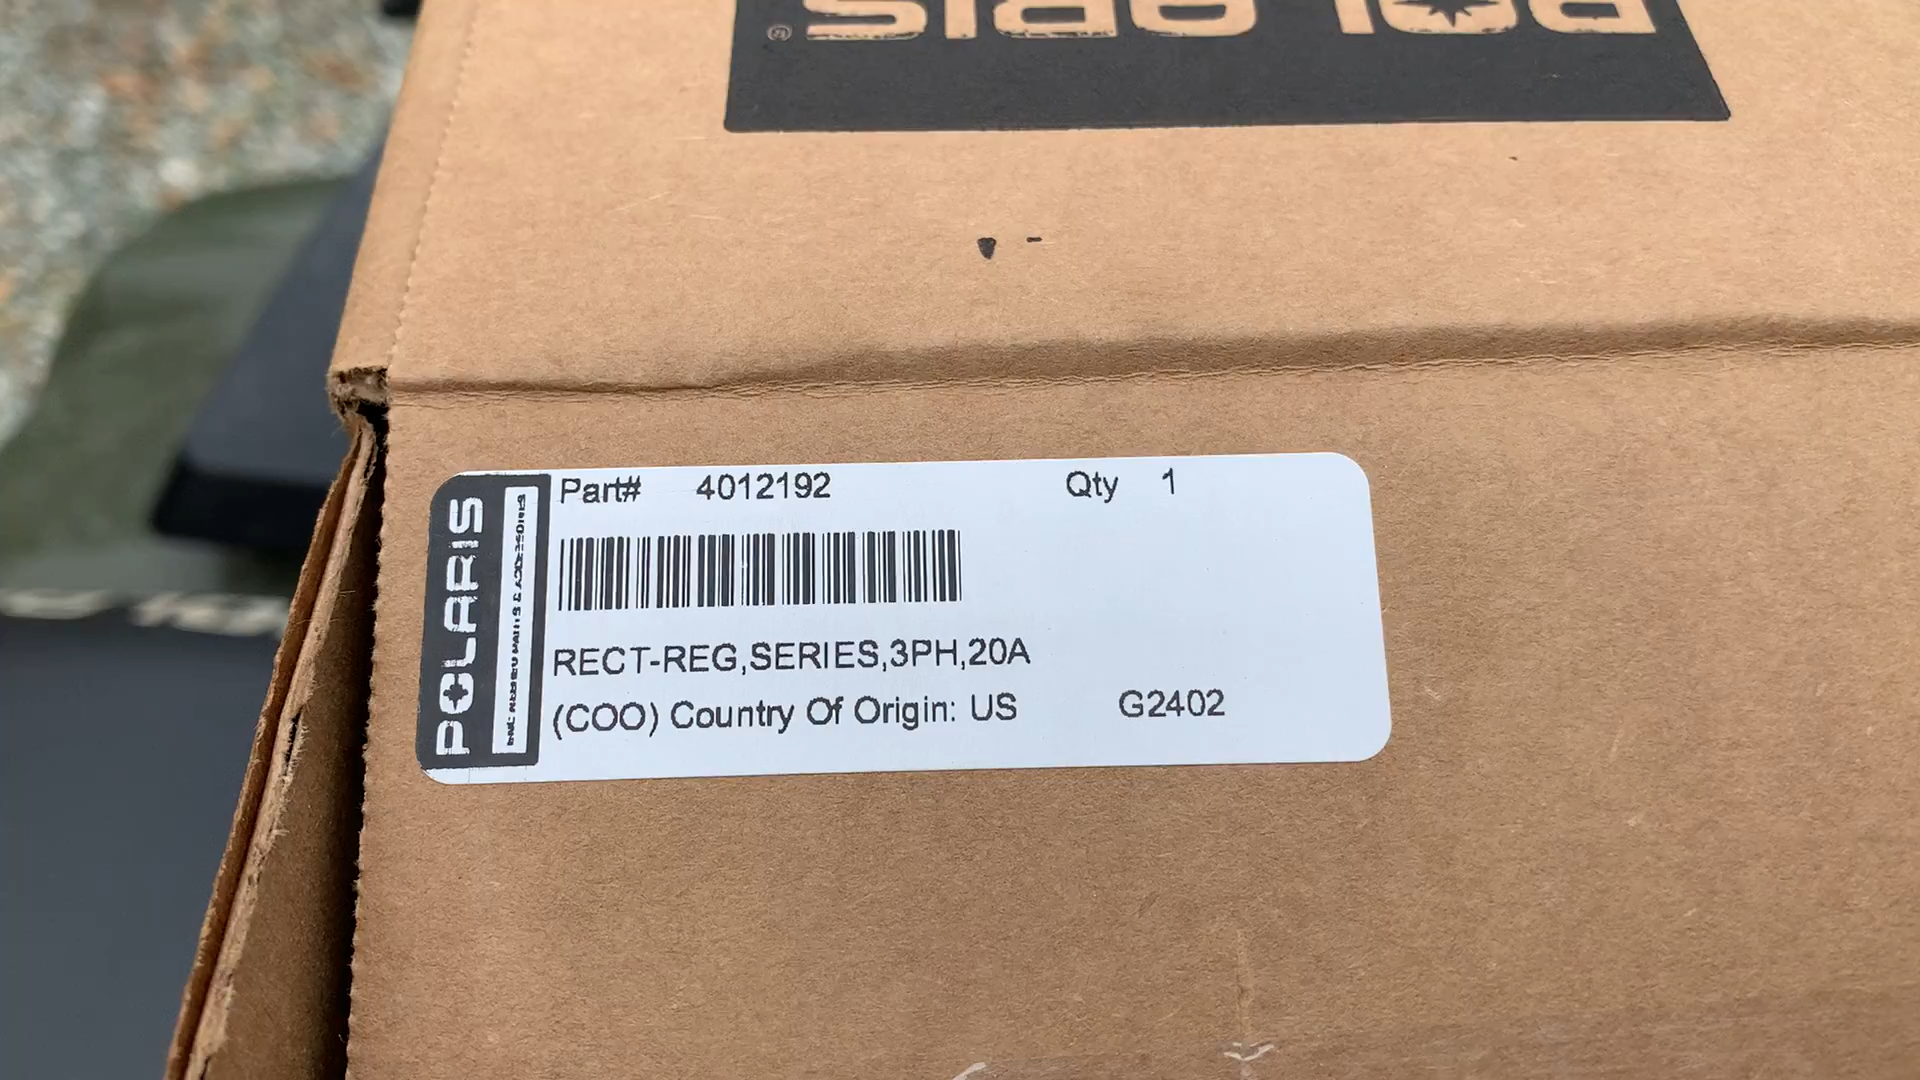 POLARIS
®
POLARIS
Part# 4012192 Qty 1
RECT-REG,SERIES,3PH,20A
(COO) Country Of Origin: US G2402